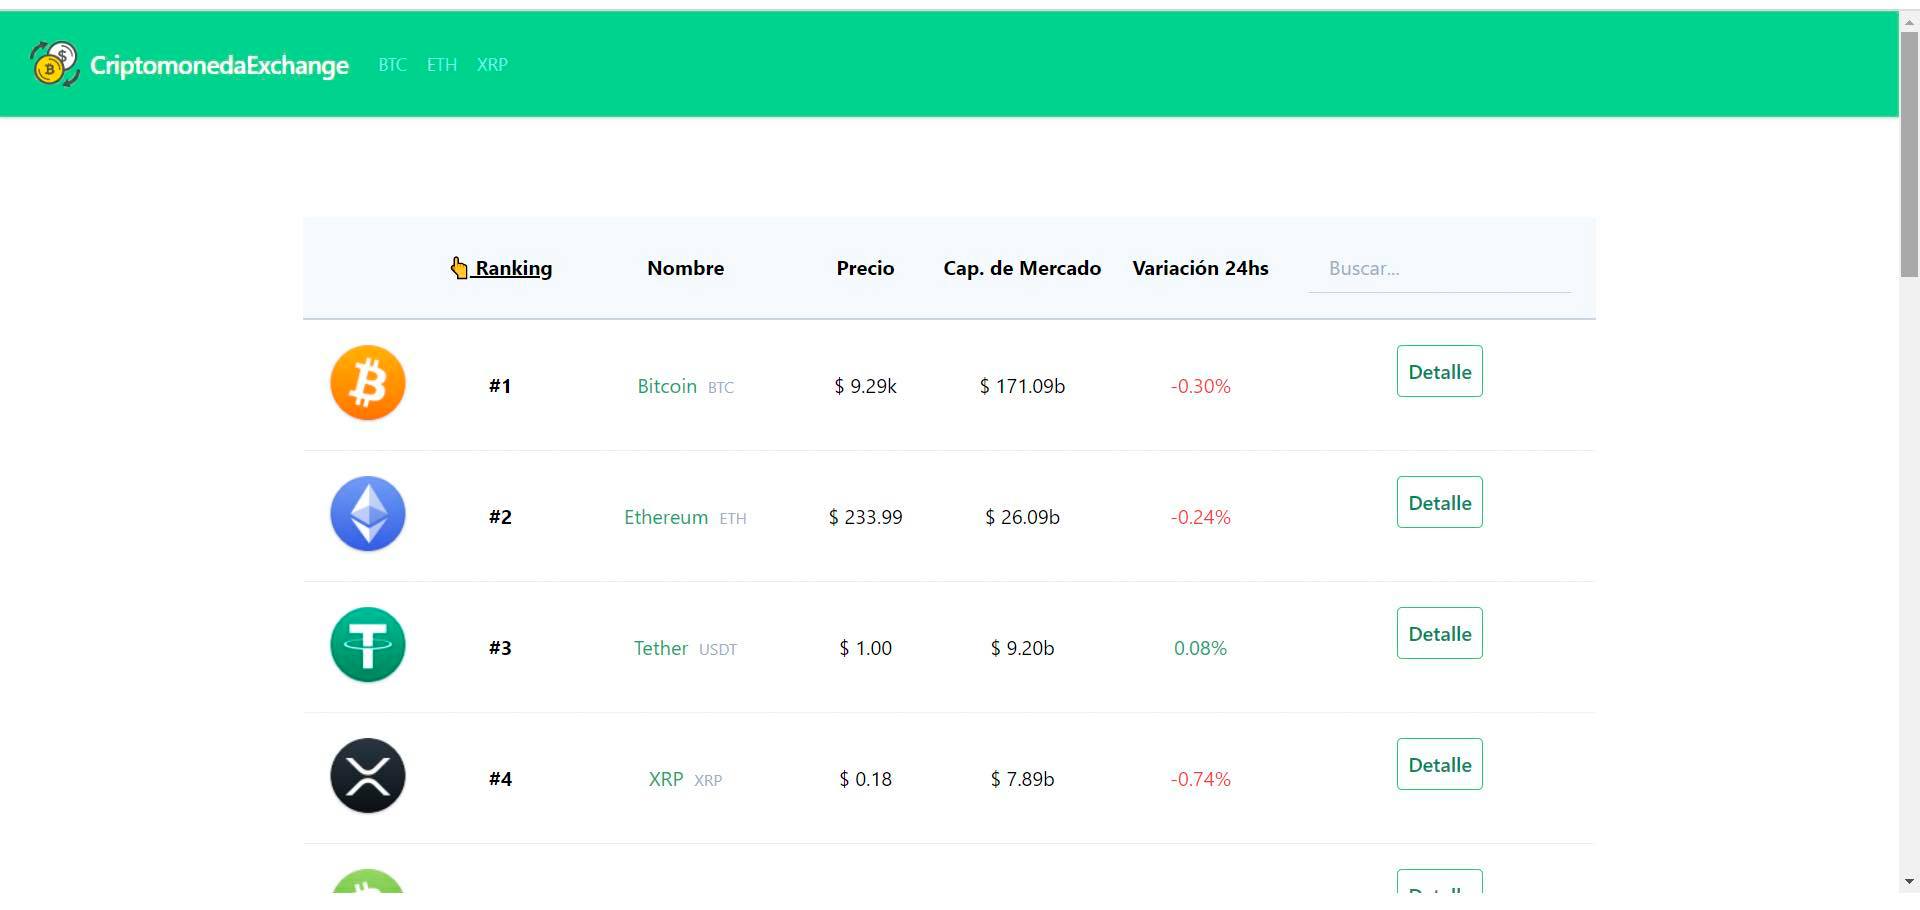 CriptomonedaExchange BTC ETH XRP
👆 Ranking Nombre Precio Cap. de Mercado Variación 24hs Buscar...
#1 Bitcoin BTC $ 9.29k $ 171.09b -0.30% Detalle
#2 Ethereum ETH $ 233.99 $ 26.09b -0.24% Detalle
#3 Tether USDT $ 1.00 $ 9.20b 0.08% Detalle
#4 XRP XRP $ 0.18 $ 7.89b -0.74% Detalle